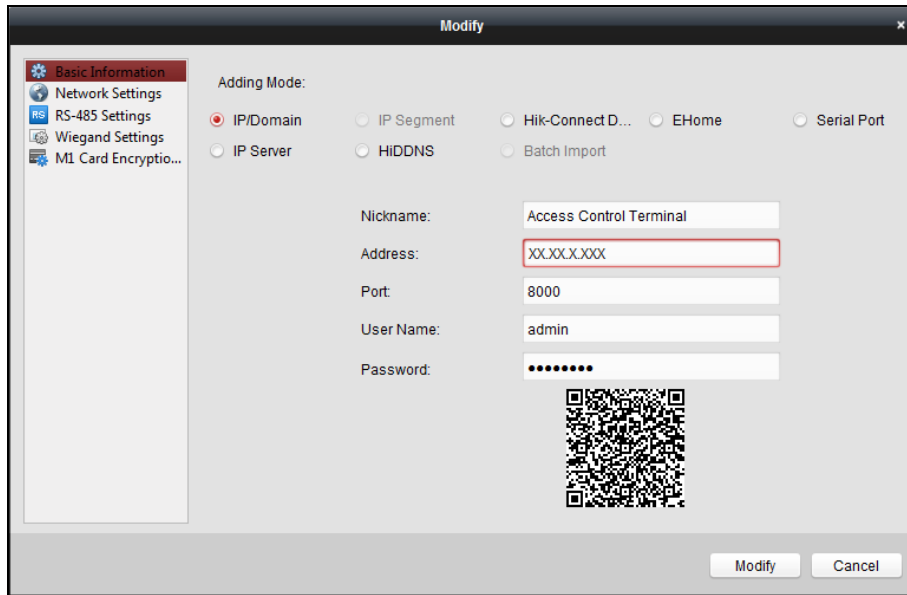 Modify
×
Basic Information
Network Settings
RS RS-485 Settings
Wiegand Settings
M1 Card Encryptio...
Adding Mode:
IP/Domain IP Segment Hik-Connect D... EHome Serial Port
IP Server HiDDNS Batch Import
Nickname: Access Control Terminal
Address: XX.XX.X.XXX
Port: 8000
User Name: admin
Password: ●●●●●●●●
Modify Cancel